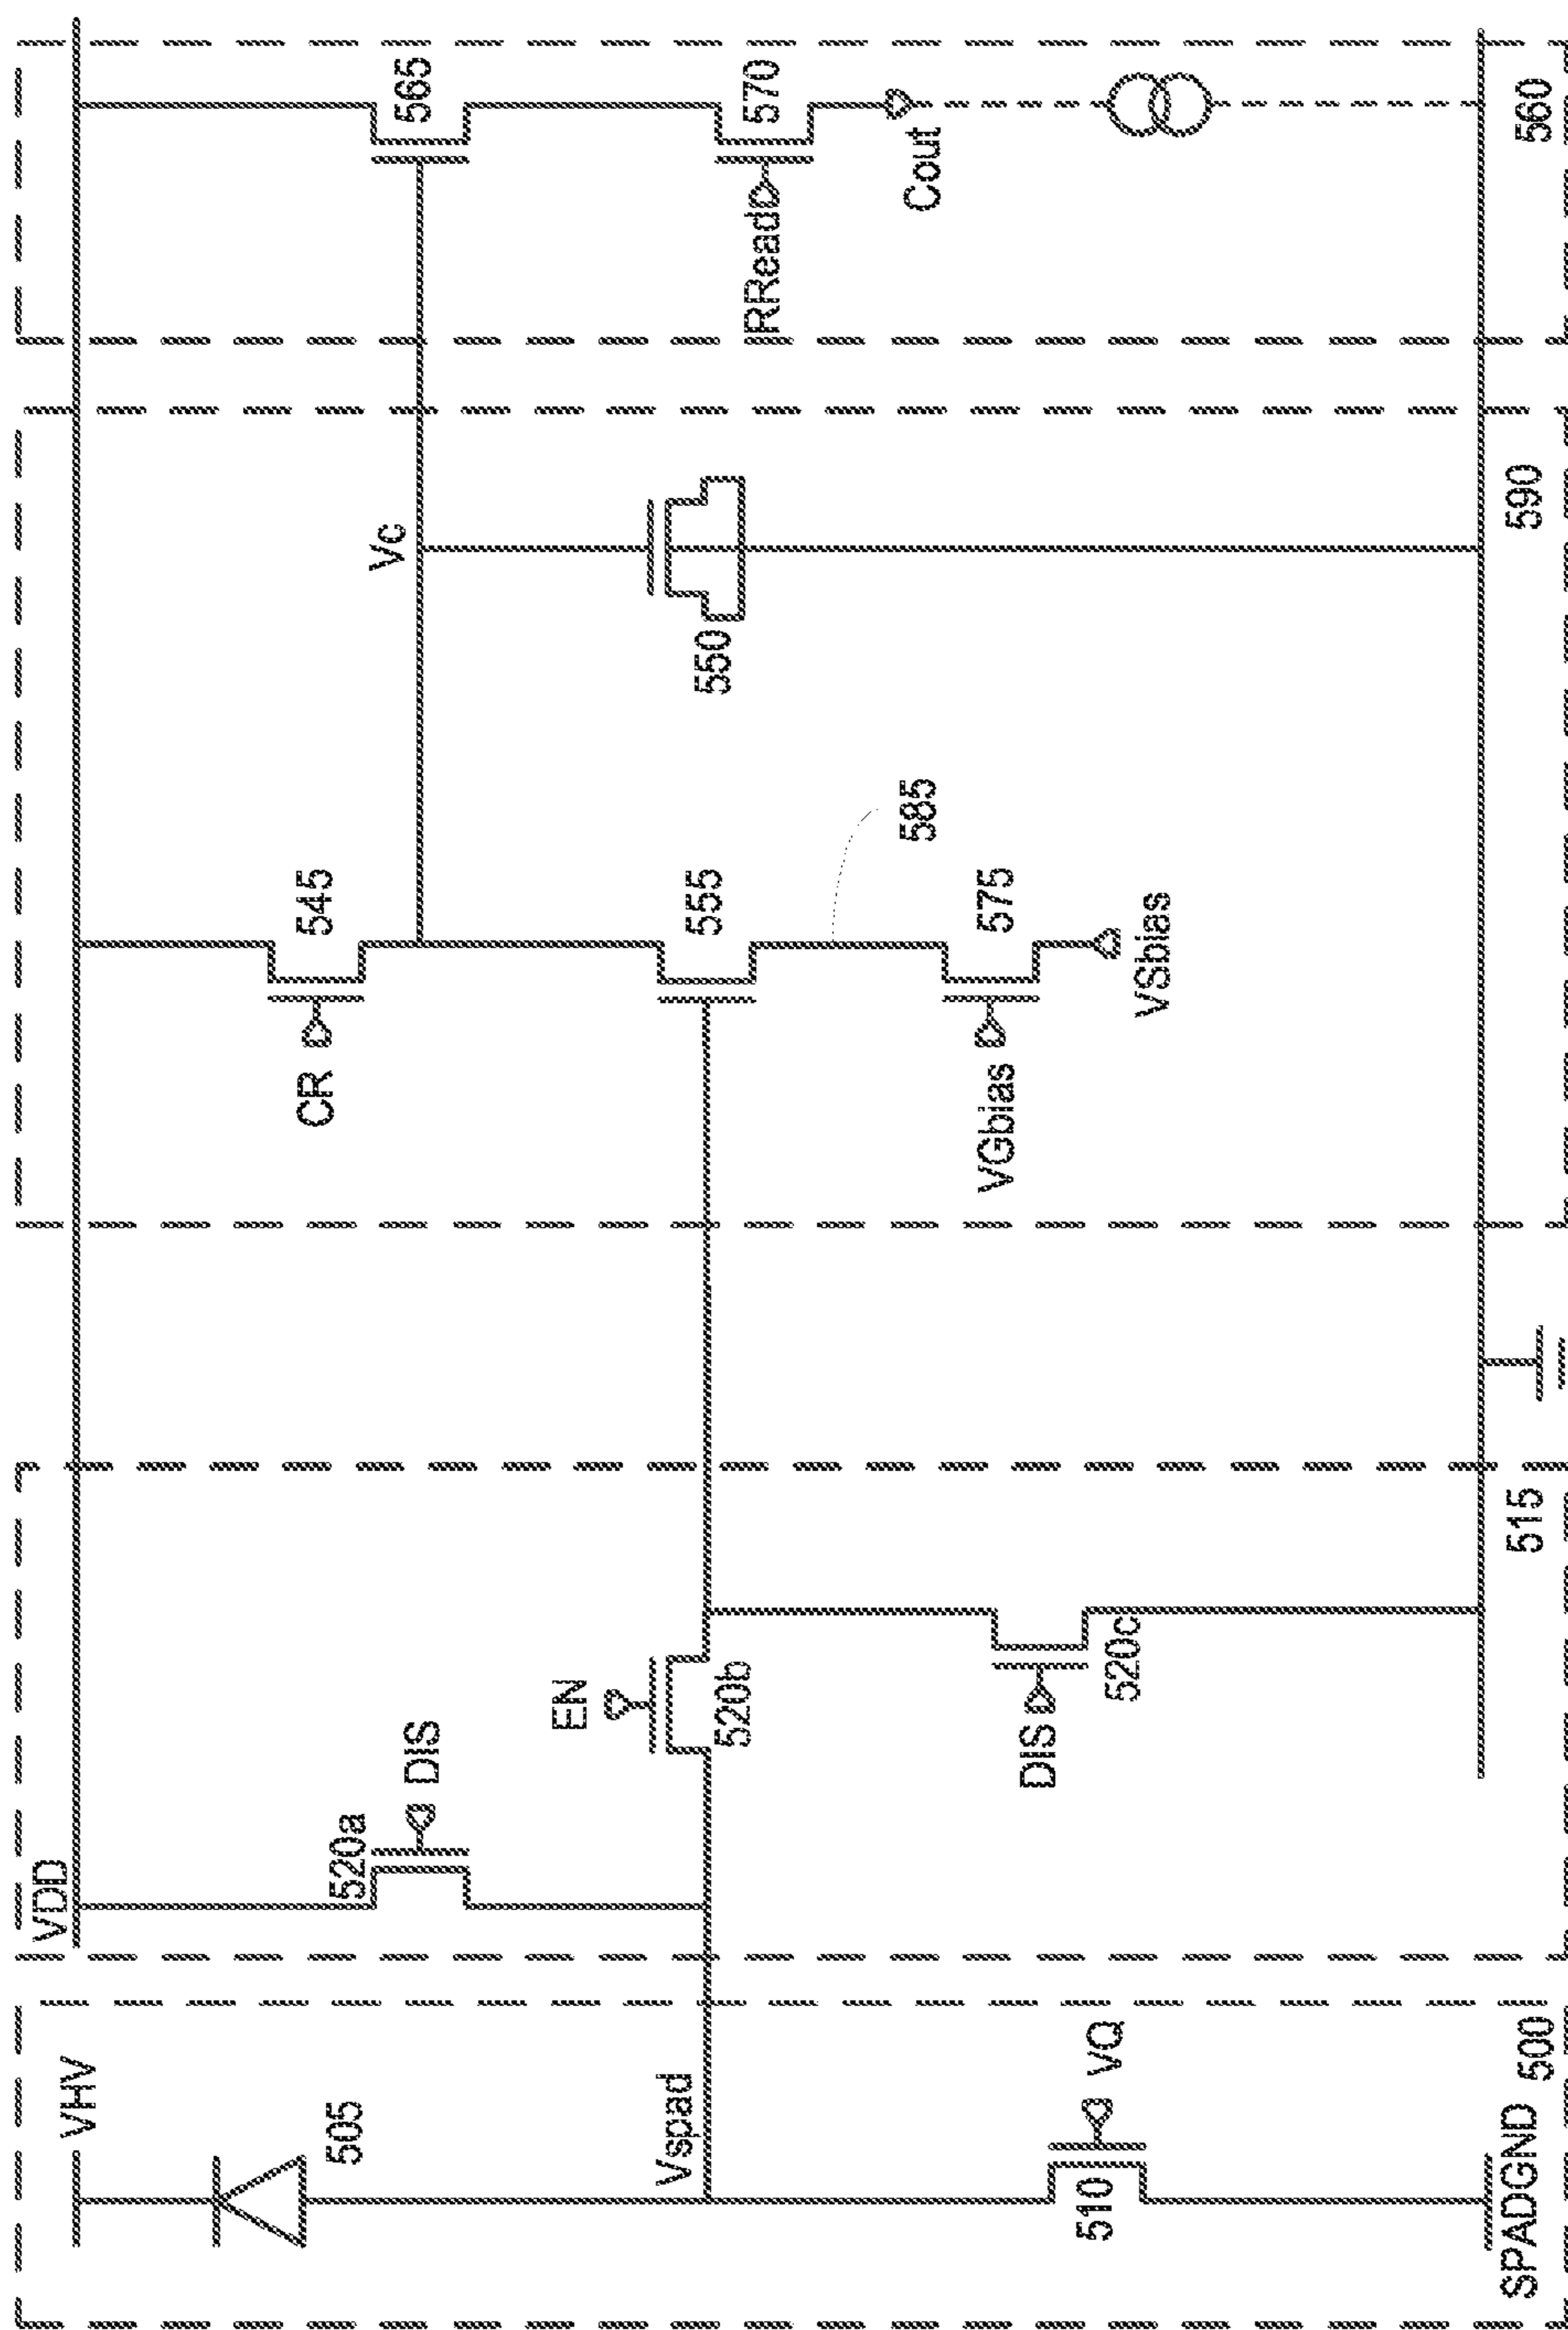 VHV
505
Vspad
VQ
510
SPADGND
500
VDD
520a
DIS
EN
520b
DIS
520c
515
CR
545
555
585
VGbias
575
VSbias
Vc
550
590
565
RRead
570
Cout
560